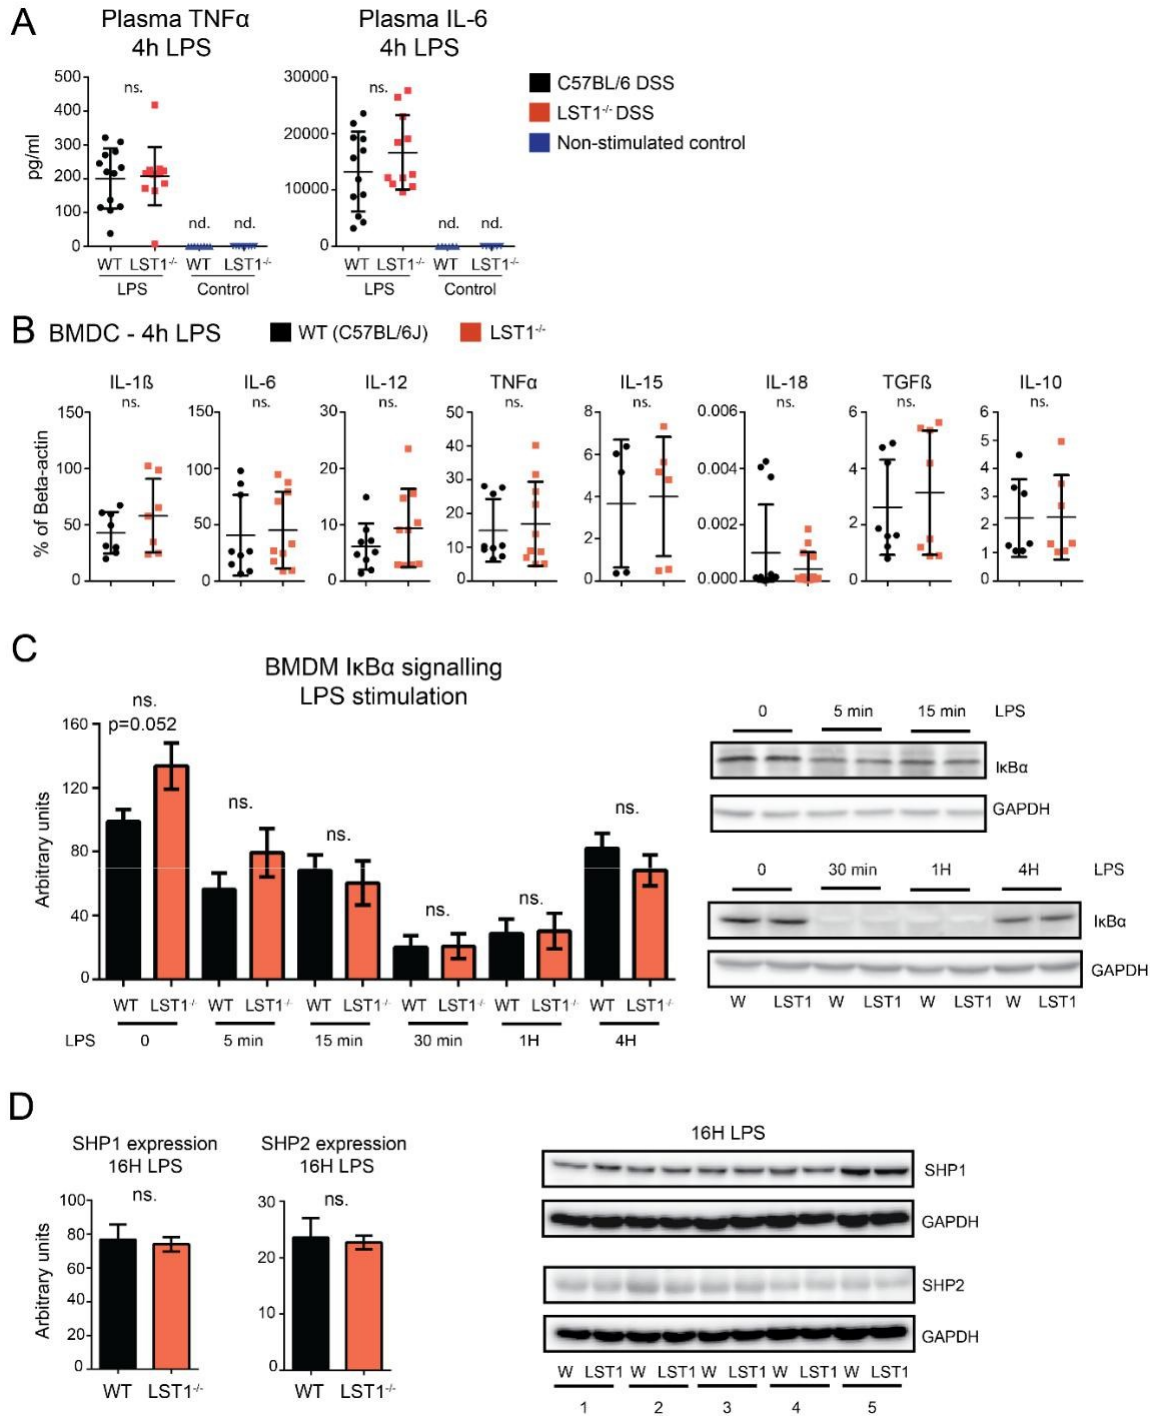 A
Plasma TNFα
4h LPS
Plasma IL-6
4h LPS
pg/ml
500
400
300
200
100
0
ns.
nd.
nd.
WT LST1-/- WT LST1-/-
LPS Control
30000
20000
10000
0
ns.
nd.
nd.
WT LST1-/- WT LST1-/-
LPS Control
C57BL/6 DSS
LST1-/- DSS
Non-stimulated control
B BMDC - 4h LPS
WT (C57BL/6J)
LST1-/-
% of Beta-actin
IL-1ß
ns.
150
100
50
0
IL-6
ns.
150
100
50
0
IL-12
ns.
30
20
10
0
TNFα
ns.
50
40
30
20
10
0
IL-15
ns.
8
6
4
2
0
IL-18
ns.
0.006
0.004
0.002
0.000
TGFß
ns.
6
4
2
0
IL-10
ns.
6
5
4
3
2
1
0
C
BMDM IκBα signalling
LPS stimulation
Arbitrary units
160
120
80
40
0
ns.
p=0.052
ns.
ns.
ns.
ns.
ns.
WT LST1-/- WT LST1-/- WT LST1-/- WT LST1-/- WT LST1-/- WT LST1-/-
LPS 0 5 min 15 min 30 min 1H 4H
0 5 min 15 min LPS
IκBα
GAPDH
0 30 min 1H 4H LPS
IκBα
GAPDH
W LST1 W LST1 W LST1 W LST1
D
SHP1 expression
16H LPS
ns.
Arbitrary units
100
80
60
40
20
0
WT LST1-/-
SHP2 expression
16H LPS
ns.
30
20
10
0
WT LST1-/-
16H LPS
SHP1
GAPDH
SHP2
GAPDH
W LST1 W LST1 W LST1 W LST1 W LST1
1 2 3 4 5